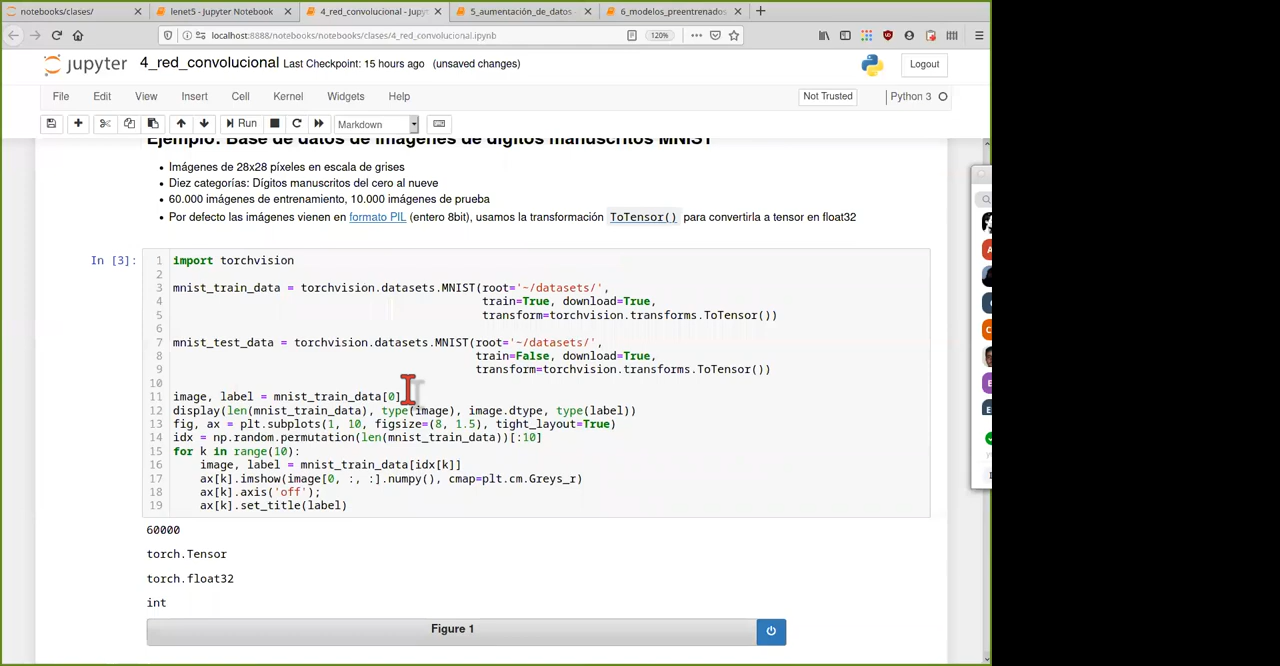 notebooks/clases/
lenet5 - Jupyter Notebook
4_red_convolucional - Jupyt
5_aumentación_de_datos
6_modelos_preentrenados
localhost:8888/notebooks/notebooks/clases/4_red_convolucional.ipynb
120%
jupyter
4_red_convolucional Last Checkpoint: 15 hours ago (unsaved changes)
Logout
File Edit View Insert Cell Kernel Widgets Help
Not Trusted
Python 3
Run
Markdown
Ejemplo: Base de datos de imágenes de dígitos manuscritos MNIST
• Imágenes de 28x28 píxeles en escala de grises
• Diez categorías: Dígitos manuscritos del cero al nueve
• 60.000 imágenes de entrenamiento, 10.000 imágenes de prueba
• Por defecto las imágenes vienen en formato PIL (entero 8bit), usamos la transformación ToTensor() para convertirla a tensor en float32
In [3]:
1 import torchvision
2
3 mnist_train_data = torchvision.datasets.MNIST(root='~/datasets/',
4 train=True, download=True,
5 transform=torchvision.transforms.ToTensor())
6
7 mnist_test_data = torchvision.datasets.MNIST(root='~/datasets/',
8 train=False, download=True,
9 transform=torchvision.transforms.ToTensor())
10
11 image, label = mnist_train_data[0]
12 display(len(mnist_train_data), type(image), image.dtype, type(label))
13 fig, ax = plt.subplots(1, 10, figsize=(8, 1.5), tight_layout=True)
14 idx = np.random.permutation(len(mnist_train_data))[:10]
15 for k in range(10):
16 image, label = mnist_train_data[idx[k]]
17 ax[k].imshow(image[0, :, :].numpy(), cmap=plt.cm.Greys_r)
18 ax[k].axis('off');
19 ax[k].set_title(label)
60000
torch.Tensor
torch.float32
int
Figure 1